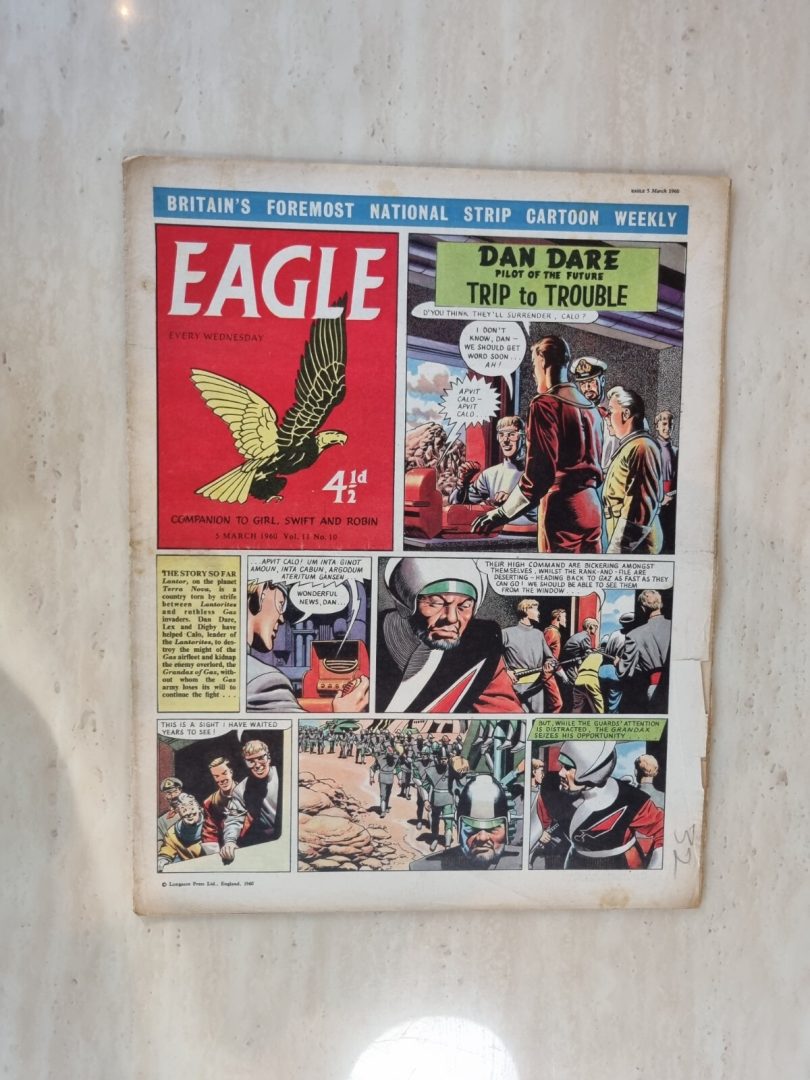 EAGLE 5 March 1960
BRITAIN'S FOREMOST NATIONAL STRIP CARTOON WEEKLY
EAGLE
EVERY WEDNESDAY
4½d
COMPANION TO GIRL, SWIFT AND ROBIN
5 MARCH 1960 Vol. 11 No. 10
DAN DARE
PILOT OF THE FUTURE
TRIP to TROUBLE
D'YOU THINK THEY'LL SURRENDER, CALO?
I DON'T
KNOW, DAN –
WE SHOULD GET
WORD SOON...
AH!
APVIT
CALO –
APVIT
CALO.
THE STORY SO FAR
Lantor, on the planet
Terra Nova, is a
country torn by strife
between Lantorites
and ruthless Gaz
invaders. Dan Dare,
Lex and Digby have
helped Calo, leader of
the Lantorites, to des-
troy the might of the
Gaz airfleet and kidnap
the enemy overlord, the
Grandax of Gaz, with-
out whom the Gaz
army loses its will to
continue the fight . . .
...APVIT CALO! UM INTA GINOT
AMOUN, INTA CABUN, ARGODUM
ATERITUM GANSEN...
WONDERFUL
NEWS, DAN...
THEIR HIGH COMMAND ARE BICKERING AMONGST
THEMSELVES, WHILST THE RANK-AND-FILE ARE
DESERTING – HEADING BACK TO GAZ AS FAST AS THEY
CAN GO! WE SHOULD BE ABLE TO SEE THEM
FROM THE WINDOW...
THIS IS A SIGHT I HAVE WAITED
YEARS TO SEE!
BUT, WHILE THE GUARDS' ATTENTION
IS DISTRACTED, THE GRANDAX
SEIZES HIS OPPORTUNITY...
32
© Longacre Press Ltd., England, 1960